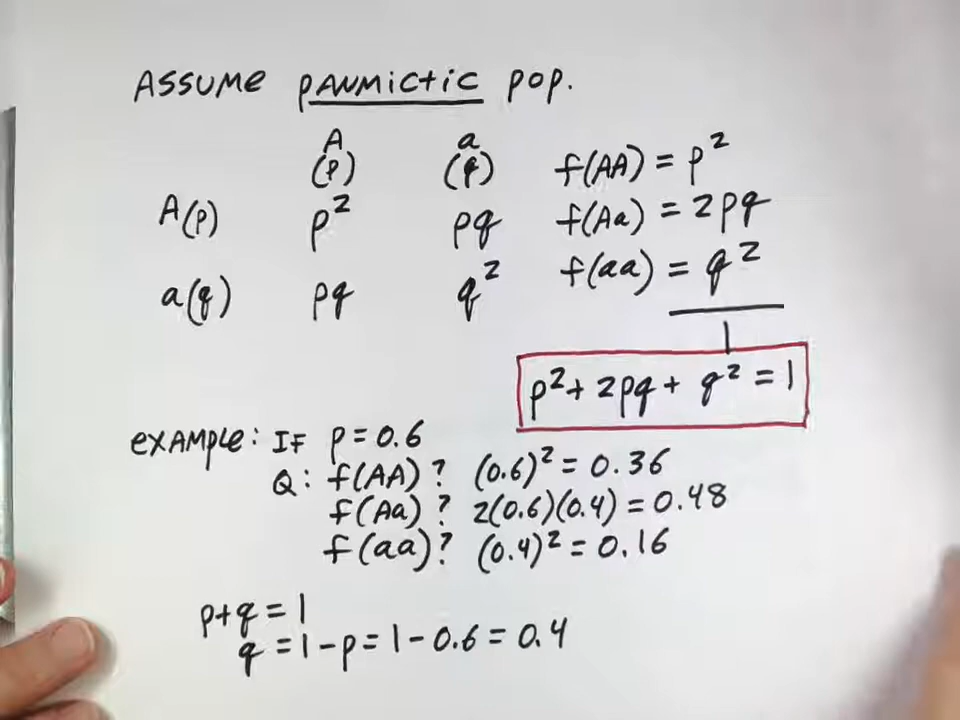 ASSUME PANMICTIC POP.
A a
(p) (q)
A(p) p² pq
a(q) pq q²
f(AA) = p²
f(Aa) = 2pq
f(aa) = q²
1
p² + 2pq + q² = 1
EXAMPLE: IF p = 0.6
Q: f(AA)? (0.6)² = 0.36
f(Aa)? 2(0.6)(0.4) = 0.48
f(aa)? (0.4)² = 0.16
p+q = 1
q = 1 - p = 1 - 0.6 = 0.4